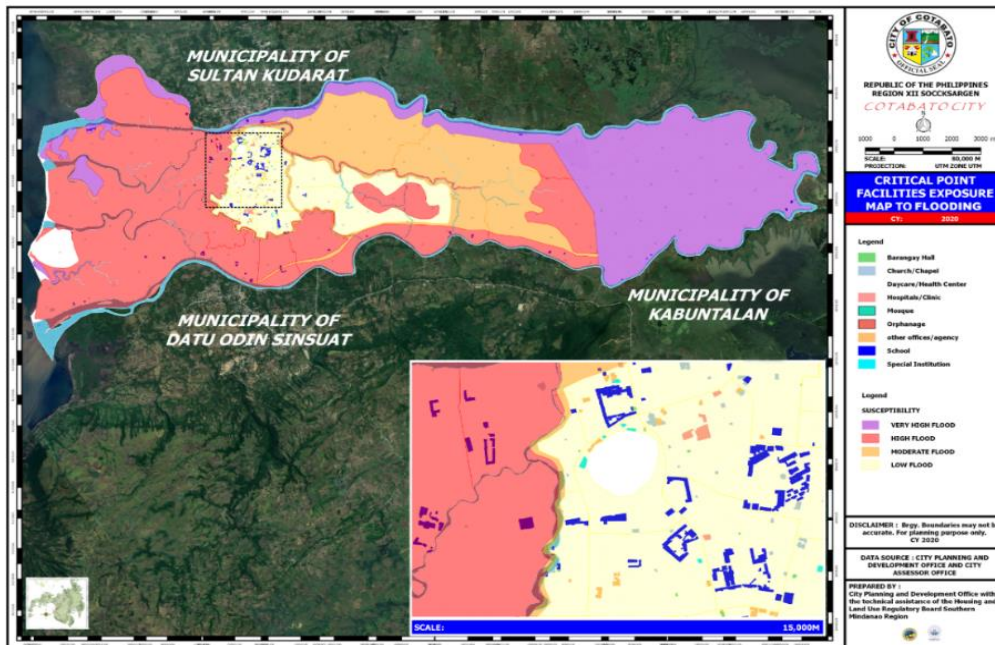 MUNICIPALITY OF
SULTAN KUDARAT
MUNICIPALITY OF
DATU ODIN SINSUAT
MUNICIPALITY OF
KABUNTALAN
SCALE:
15,000M
CITY OF COTABATO
OFFICIAL SEAL
REPUBLIC OF THE PHILIPPINES
REGION XII SOCCKSARGEN
COTABATO CITY
1000 0 1000 2000 3000 m
SCALE: 80,000 M
PROJECTION: UTM ZONE UTM
CRITICAL POINT
FACILITIES EXPOSURE
MAP TO FLOODING
CY: 2020
Legend
Barangay Hall
Church/Chapel
Daycare/Health Center
Hospitals/Clinic
Mosque
Orphanage
other offices/agency
School
Special Institution
Legend
SUSCEPTIBILITY
VERY HIGH FLOOD
HIGH FLOOD
MODERATE FLOOD
LOW FLOOD
DISCLAIMER : Brgy. Boundaries may not b
accurate. For planning purpose only.
CY 2020
DATA SOURCE : CITY PLANNING AND
DEVELOPMENT OFFICE AND CITY
ASSESOR OFFICE
PREPARED BY :
City Planning and Development Office with
the technical assistance of the Housing and
Land Use Regulatory Board Southern
Mindanao Region